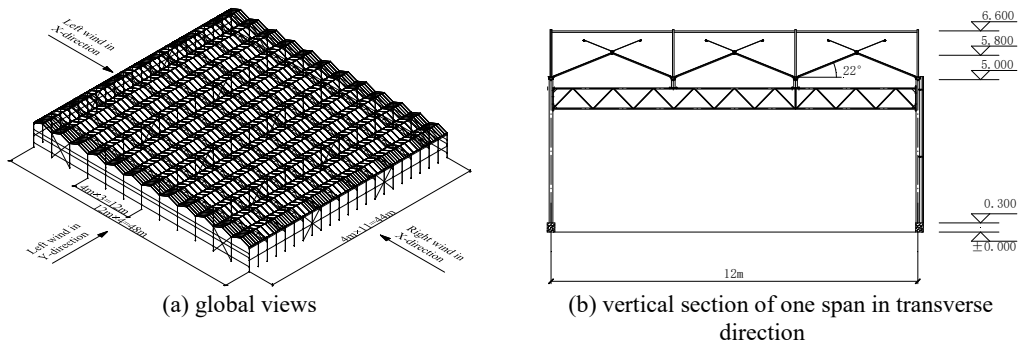 Left wind in
X-direction
4m×3=12m
12m×4=48m
4m×11=44m
Left wind in
Y-direction
Right wind in
X-direction
(a) global views
6.600
5.800
5.000
22°
0.300
±0.000
12m
(b) vertical section of one span in transverse
direction